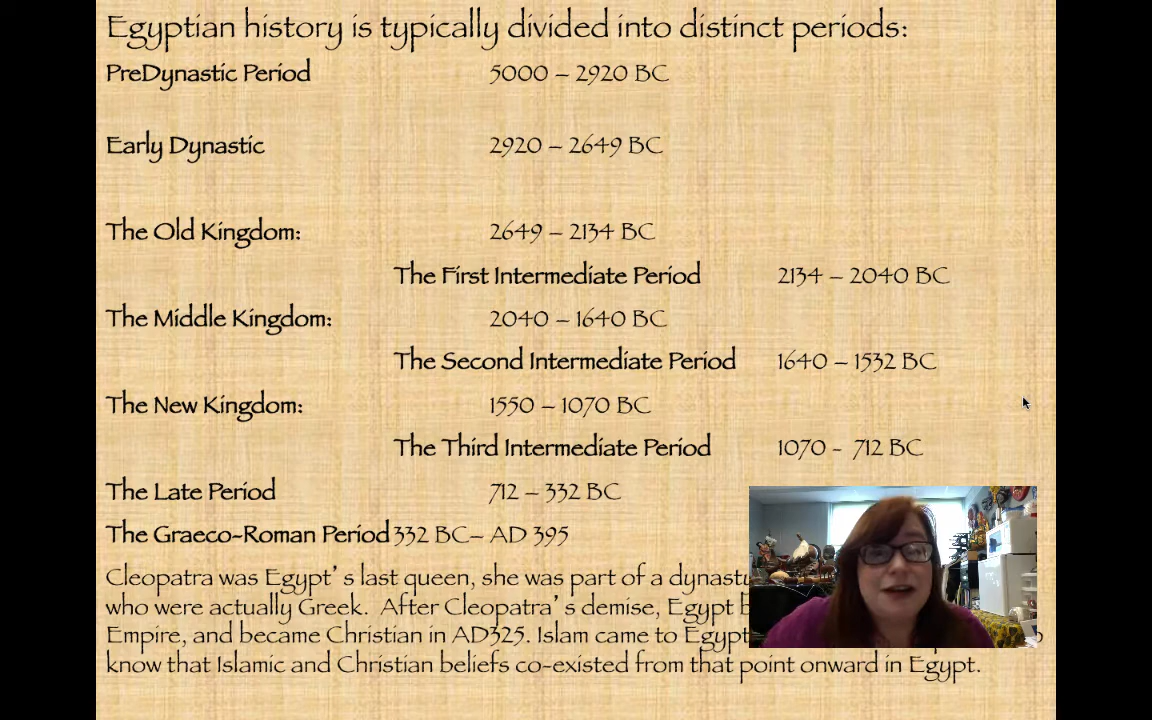 Egyptian history is typically divided into distinct periods:
PreDynastic Period 5000 – 2920 BC
Early Dynastic 2920 – 2649 BC
The Old Kingdom: 2649 – 2134 BC
The First Intermediate Period 2134 – 2040 BC
The Middle Kingdom: 2040 – 1640 BC
The Second Intermediate Period 1640 – 1532 BC
The New Kingdom: 1550 – 1070 BC
The Third Intermediate Period 1070 - 712 BC
The Late Period 712 – 332 BC
The Graeco-Roman Period 332 BC– AD 395
Cleopatra was Egypt's last queen, she was part of a
who were actually Greek. After Cleopatra's demise, Egypt
Empire, and became Christian in AD325. Islam came to Egypt
know that Islamic and Christian beliefs co-existed from that point onward in Egypt.